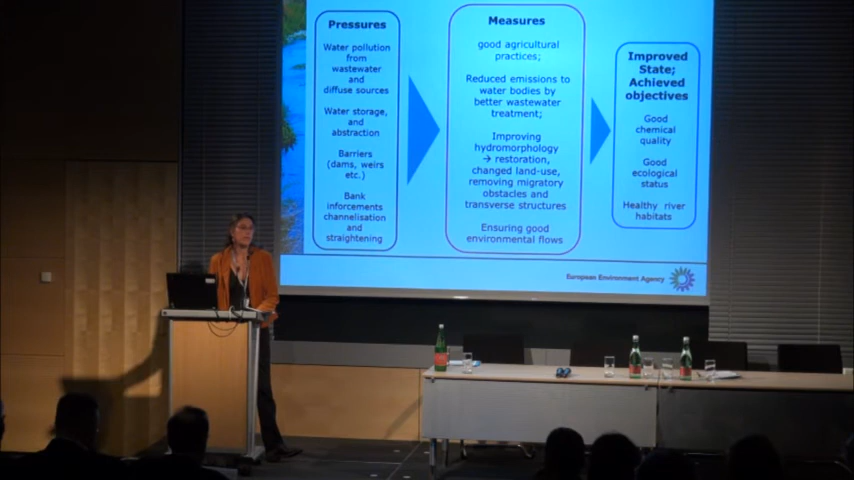 Pressures
Water pollution
from
wastewater
and
diffuse sources
Water storage,
and
abstraction
Barriers
(dams, weirs
etc.)
Bank
inforcements
channelisation
and
straightening
Measures
good agricultural
practices;
Reduced emissions to
water bodies by
better wastewater
treatment;
Improving
hydromorphology
→ restoration,
changed land-use,
removing migratory
obstacles and
transverse structures
Ensuring good
environmental flows
Improved
State;
Achieved
objectives
Good
chemical
quality
Good
ecological
status
Healthy river
habitats
European Environment Agency